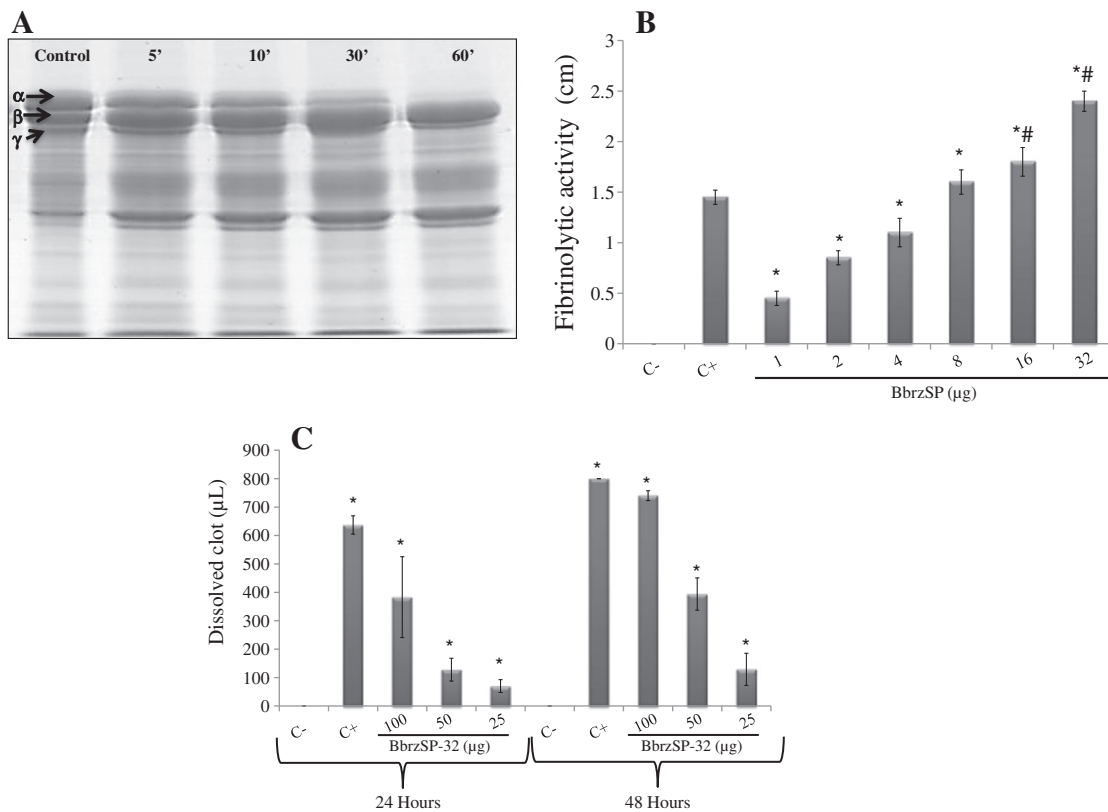 A
Control 5’ 10’ 30’ 60’
α
β
γ
B
Fibrinolytic activity (cm)
3
2.5
2
1.5
1
0.5
0
*
*
*
*
*#
*#
C- C+ 1 2 4 8 16 32
BbrzSP (µg)
C
Dissolved clot (µL)
900
800
700
600
500
400
300
200
100
0
*
*
*
*
*
*
*
*
C- C+ 100 50 25 C- C+ 100 50 25
BbrzSP-32 (µg) BbrzSP-32 (µg)
24 Hours 48 Hours